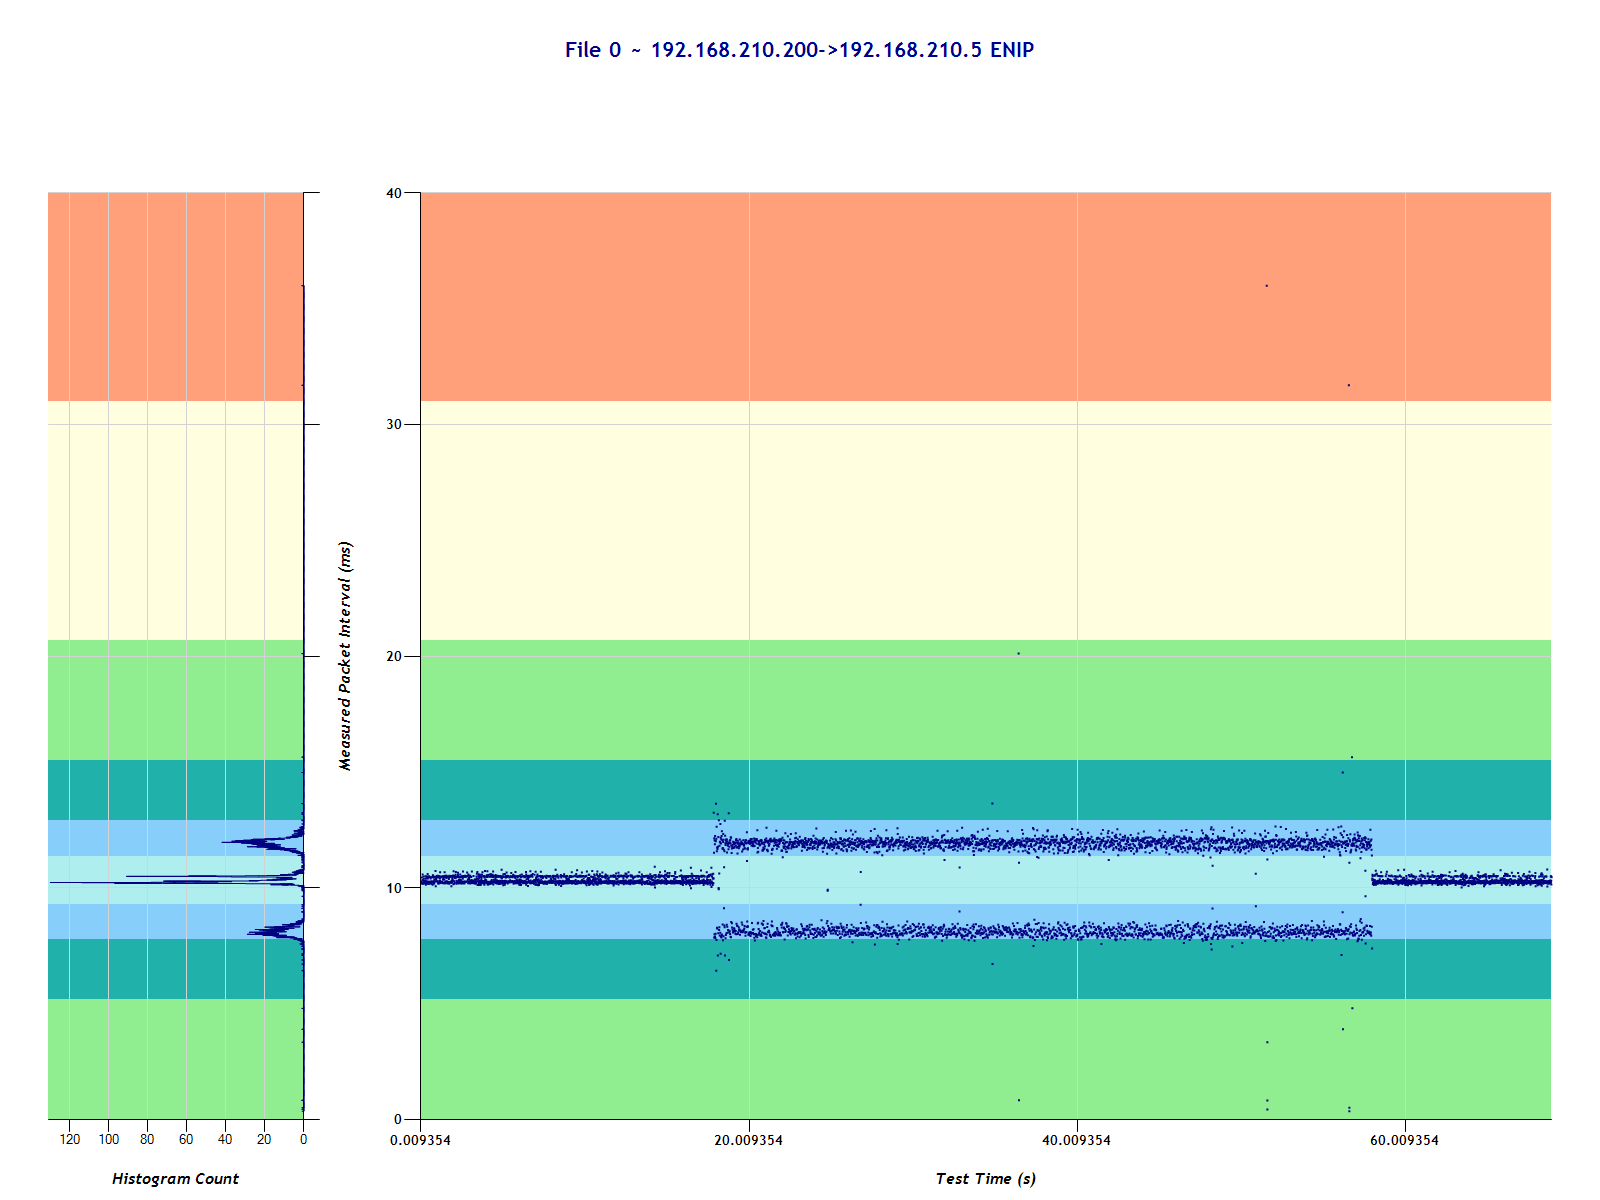 File 0 ~ 192.168.210.200->192.168.210.5 ENIP
40
30
20
10
0
Measured Packet Interval (ms)
120 100 80 60 40 20 0
0.009354 20.009354 40.009354 60.009354
Histogram Count
Test Time (s)